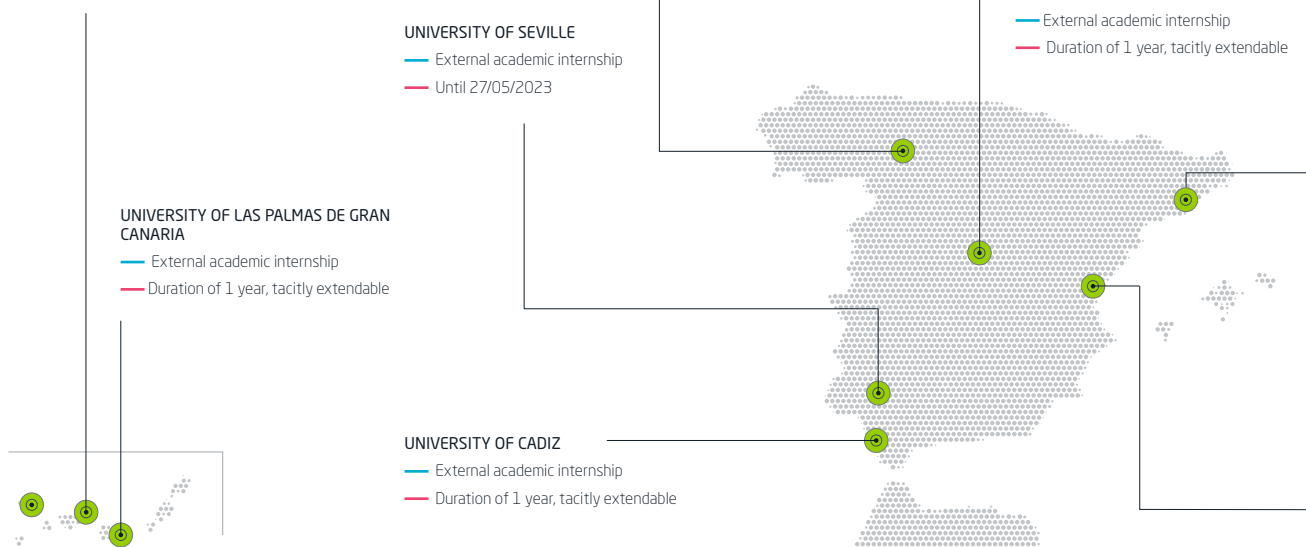 UNIVERSITY OF SEVILLE
External academic internship
Until 27/05/2023
External academic internship
Duration of 1 year, tacitly extendable
UNIVERSITY OF LAS PALMAS DE GRAN
CANARIA
External academic internship
Duration of 1 year, tacitly extendable
UNIVERSITY OF CADIZ
External academic internship
Duration of 1 year, tacitly extendable